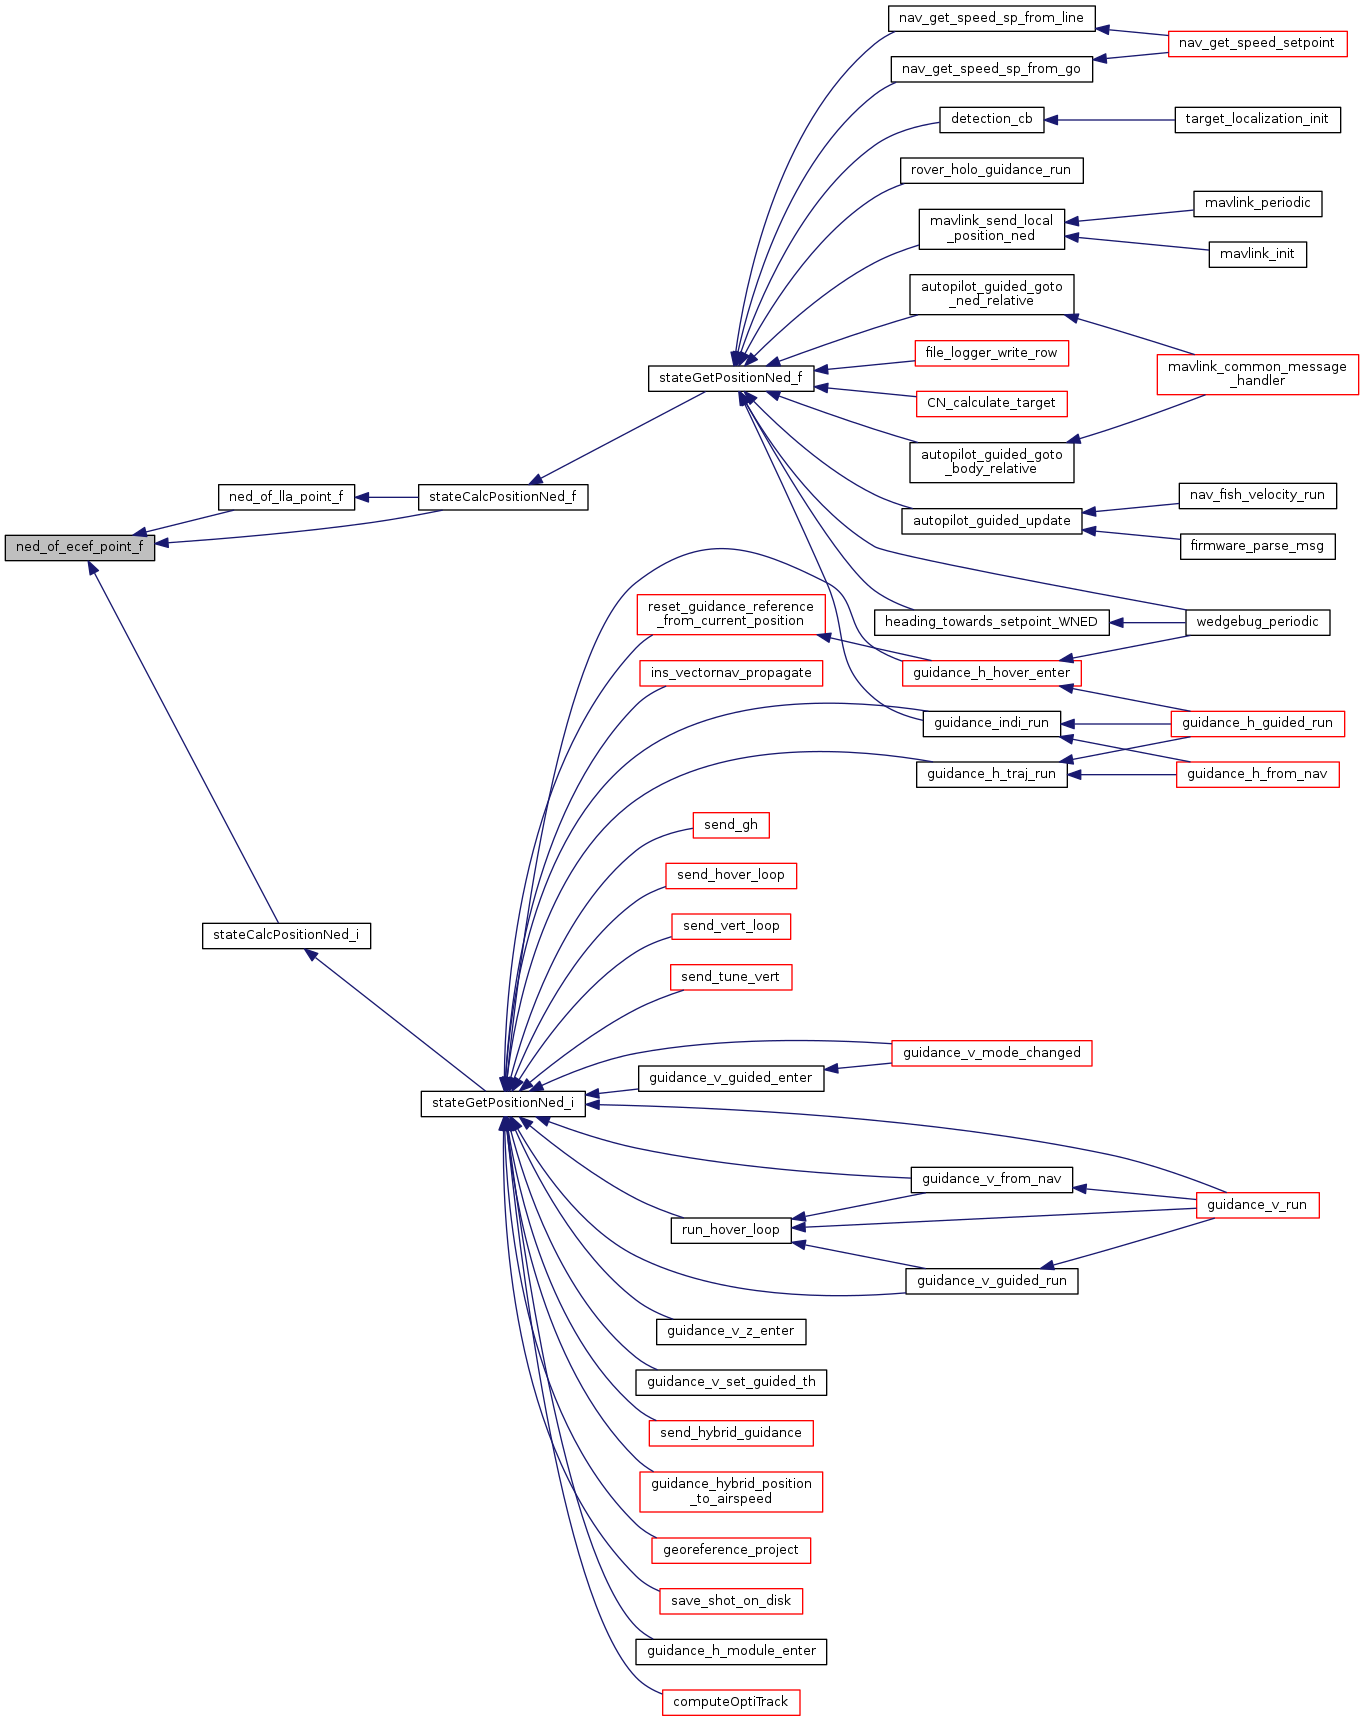 nav_get_speed_sp_from_line
nav_get_speed_setpoint
nav_get_speed_sp_from_go
detection_cb
target_localization_init
rover_holo_guidance_run
mavlink_send_local
_position_ned
mavlink_periodic
mavlink_init
autopilot_guided_goto
_ned_relative
file_logger_write_row
mavlink_common_message
_handler
stateGetPositionNed_f
CN_calculate_target
autopilot_guided_goto
_body_relative
ned_of_lla_point_f
stateCalcPositionNed_f
nav_fish_velocity_run
autopilot_guided_update
ned_of_ecef_point_f
firmware_parse_msg
reset_guidance_reference
_from_current_position
heading_towards_setpoint_WNED
wedgebug_periodic
ins_vectornav_propagate
guidance_h_hover_enter
guidance_indi_run
guidance_h_guided_run
guidance_h_traj_run
guidance_h_from_nav
send_gh
send_hover_loop
send_vert_loop
stateCalcPositionNed_i
send_tune_vert
guidance_v_mode_changed
guidance_v_guided_enter
stateGetPositionNed_i
guidance_v_from_nav
guidance_v_run
run_hover_loop
guidance_v_guided_run
guidance_v_z_enter
guidance_v_set_guided_th
send_hybrid_guidance
guidance_hybrid_position
_to_airspeed
georeference_project
save_shot_on_disk
guidance_h_module_enter
computeOptiTrack